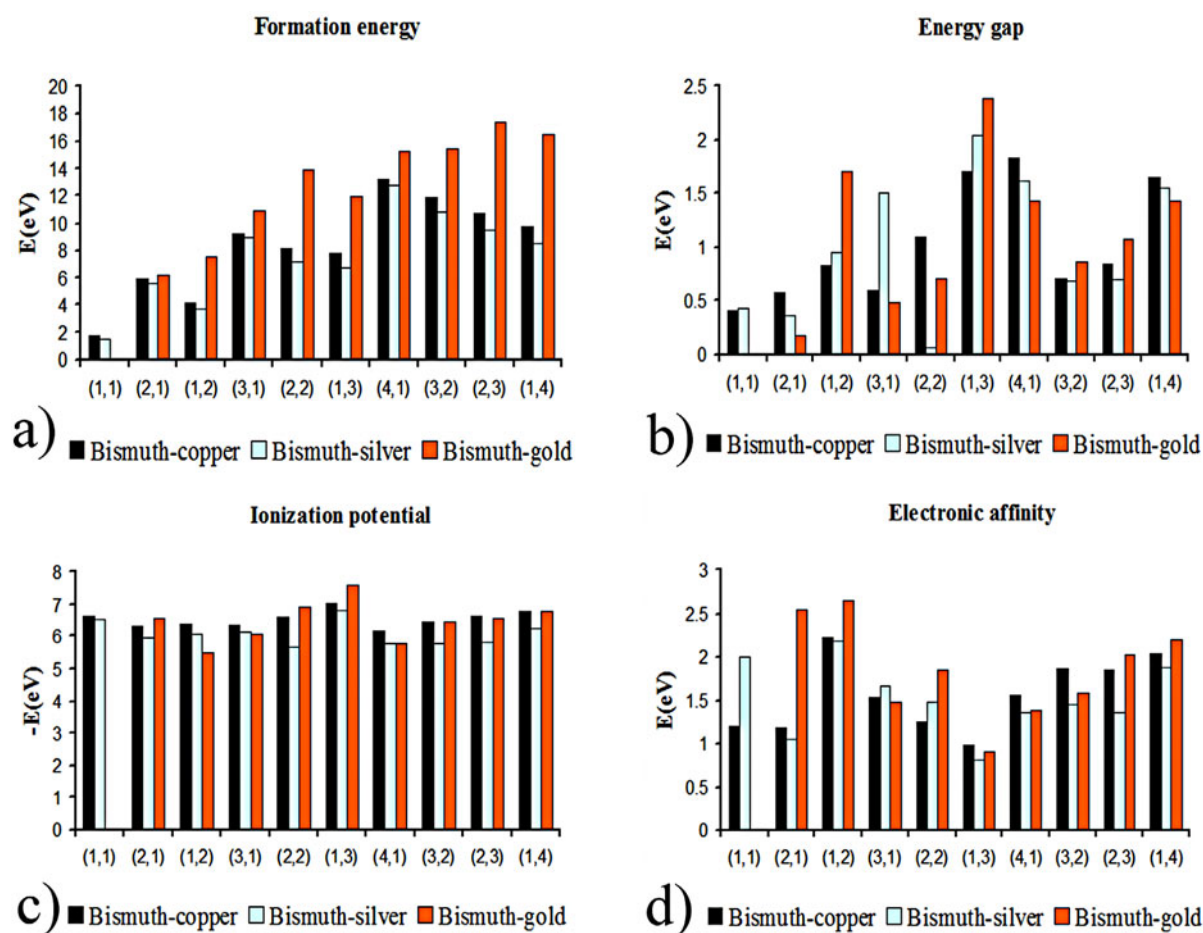 Formation energy
E(eV)
20
18
16
14
12
10
8
6
4
2
0
(1,1) (2,1) (1,2) (3,1) (2,2) (1,3) (4,1) (3,2) (2,3) (1,4)
a) Bismuth-copper Bismuth-silver Bismuth-gold
Energy gap
E(eV)
2.5
2
1.5
1
0.5
0
(1,1) (2,1) (1,2) (3,1) (2,2) (1,3) (4,1) (3,2) (2,3) (1,4)
b) Bismuth-copper Bismuth-silver Bismuth-gold
Ionization potential
-E(eV)
8
7
6
5
4
3
2
1
0
(1,1) (2,1) (1,2) (3,1) (2,2) (1,3) (4,1) (3,2) (2,3) (1,4)
c) Bismuth-copper Bismuth-silver Bismuth-gold
Electronic affinity
E(eV)
3
2.5
2
1.5
1
0.5
0
(1,1) (2,1) (1,2) (3,1) (2,2) (1,3) (4,1) (3,2) (2,3) (1,4)
d) Bismuth-copper Bismuth-silver Bismuth-gold